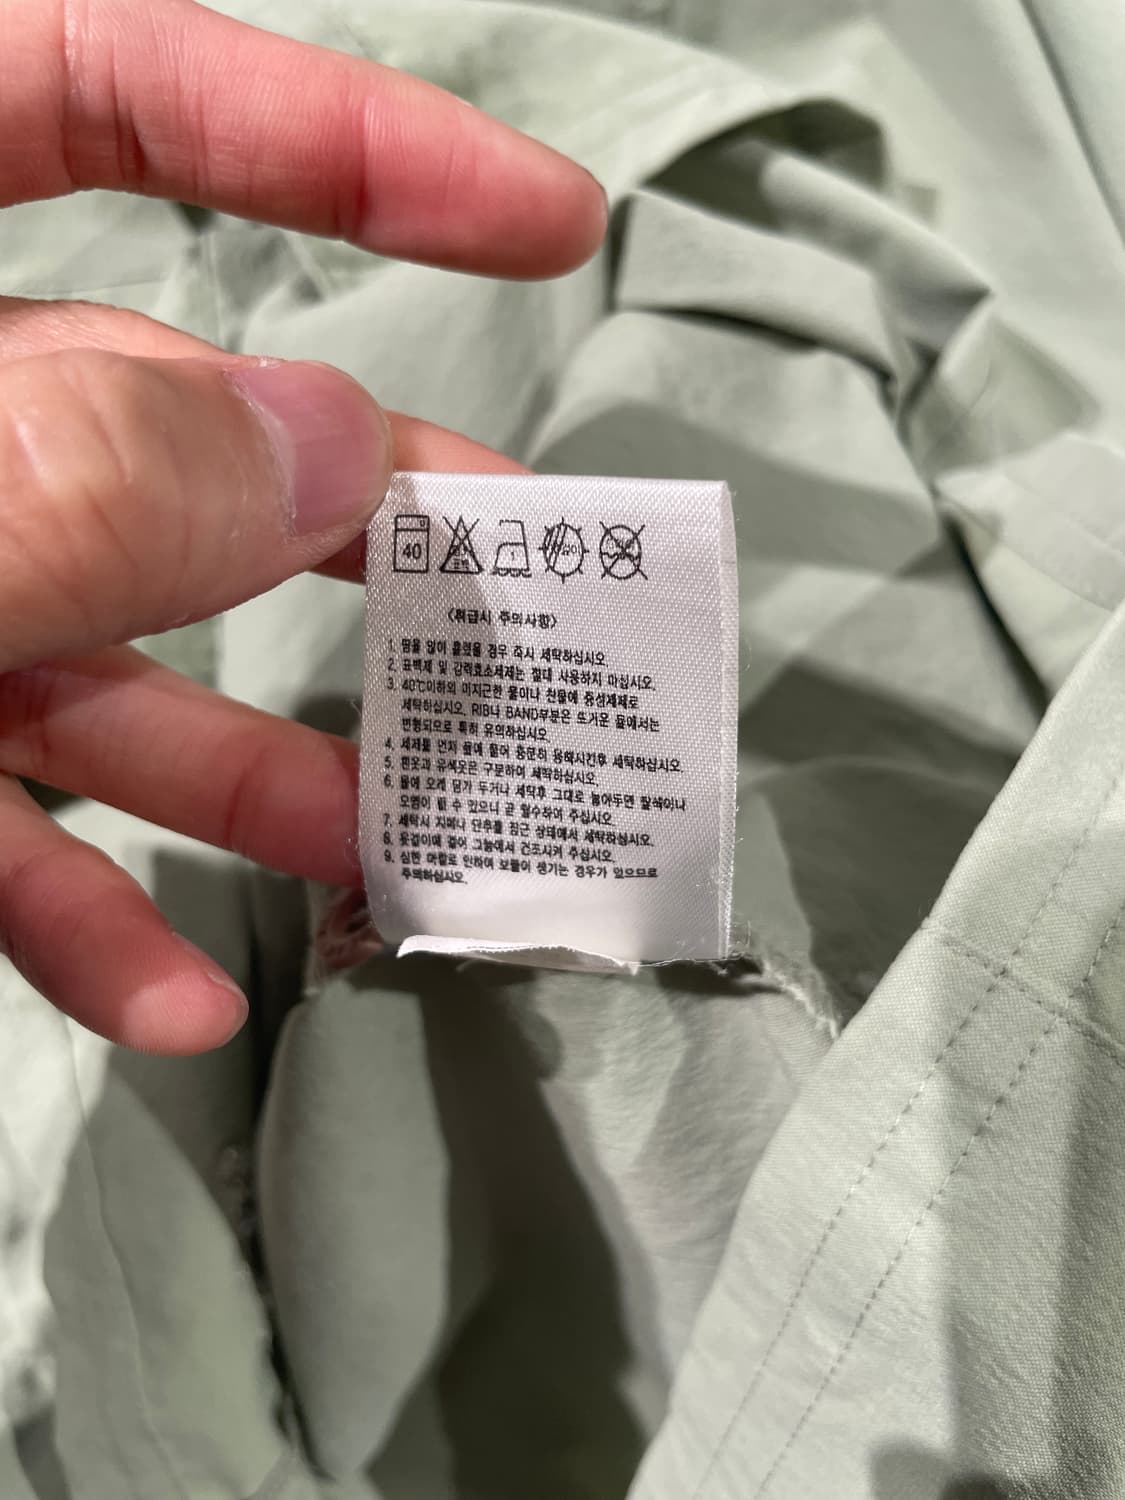 40
1
〈취급시 주의사항〉
1. 땀을 많이 흘렸을 경우 즉시 세탁하십시오.
2. 표백제 및 강력효소세제는 절대 사용하지 마십시오.
3. 40℃이하의 미지근한 물이나 찬물에 중성세제로
세탁하십시오. RIB나 BAND부분은 뜨거운 물에서는
변형되므로 특히 유의하십시오.
4. 세제를 먼저 물에 풀어 충분히 용해시킨후 세탁하십시오.
5. 흰옷과 유색옷은 구분하여 세탁하십시오.
6. 물에 오래 담가 두거나 세탁후 그대로 놓아두면 탈색이나
오염이 될 수 있으니 곧 탈수하여 주십시오.
7. 세탁시 지퍼나 단추를 잠근 상태에서 세탁하십시오.
8. 옷걸이에 걸어 그늘에서 건조시켜 주십시오.
9. 심한 마찰로 인하여 보풀이 생기는 경우가 있으므로
주의하십시오.